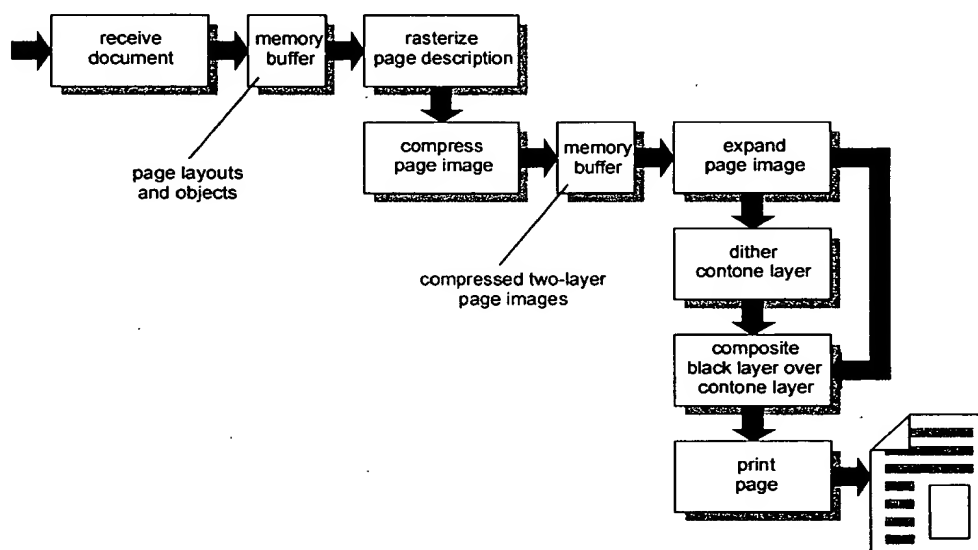 receive
document
memory
buffer
rasterize
page description
compress
page image
memory
buffer
expand
page image
page layouts
and objects
dither
contone layer
compressed two-layer
page images
composite
black layer over
contone layer
print
page